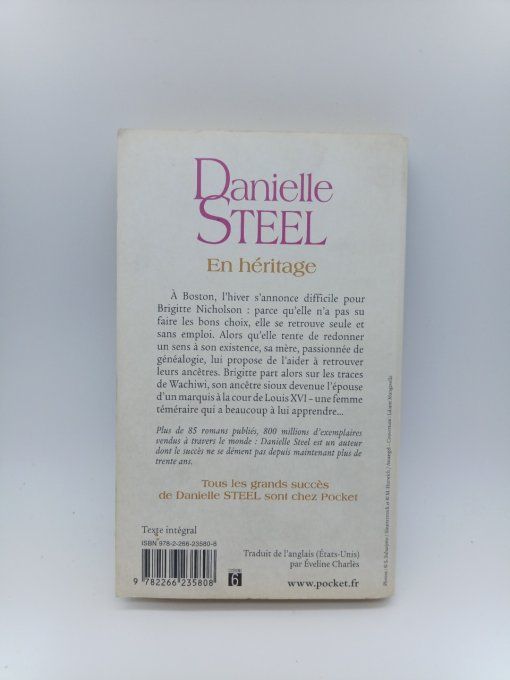 Danielle
STEEL
En héritage
À Boston, l'hiver s'annonce difficile pour
Brigitte Nicholson : parce qu'elle n'a pas su
faire les bons choix, elle se retrouve seule et
sans emploi. Alors qu'elle tente de redonner
un sens à son existence, sa mère, passionnée de
généalogie, lui propose de l'aider à retrouver
leurs ancêtres. Brigitte part alors sur les traces
de Wachiwi, son ancêtre sioux devenue l'épouse
d'un marquis à la cour de Louis XVI – une femme
téméraire qui a beaucoup à lui apprendre...
Plus de 85 romans publiés, 800 millions d'exemplaires
vendus à travers le monde : Danielle Steel est un auteur
dont le succès ne se dément pas depuis maintenant plus de
trente ans.
Tous les grands succès
de Danielle STEEL sont chez Pocket
Texte intégral
ISBN 978-2-266-23580-8
9 782266 235808
6
Traduit de l'anglais (États-Unis)
par Éveline Charlès
www.pocket.fr